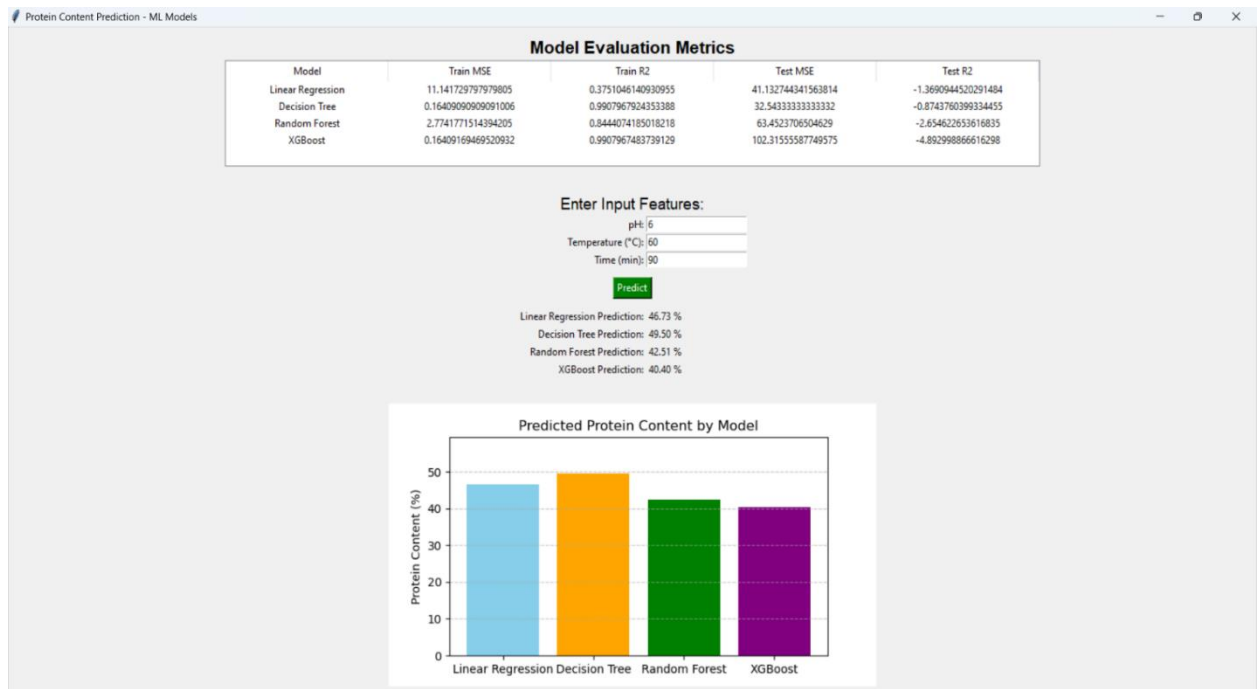 Protein Content Prediction - ML Models
Model Evaluation Metrics
Model Train MSE Train R2 Test MSE Test R2
Linear Regression 11.141729797979805 0.3751046140930955 41.132744341563814 -1.3690944520291484
Decision Tree 0.16409090909091006 0.9907967924353388 32.54333333333332 -0.8743760399334455
Random Forest 2.7741771514394205 0.8444074185018218 63.4523706504629 -2.654622653616835
XGBoost 0.16409169469520932 0.9907967483739129 102.31555587749575 -4.892998866616298
Enter Input Features:
pH: 6
Temperature (°C): 60
Time (min): 90
Predict
Linear Regression Prediction: 46.73 %
Decision Tree Prediction: 49.50 %
Random Forest Prediction: 42.51 %
XGBoost Prediction: 40.40 %
Predicted Protein Content by Model
Protein Content (%)
50
40
30
20
10
0
Linear Regression Decision Tree Random Forest XGBoost